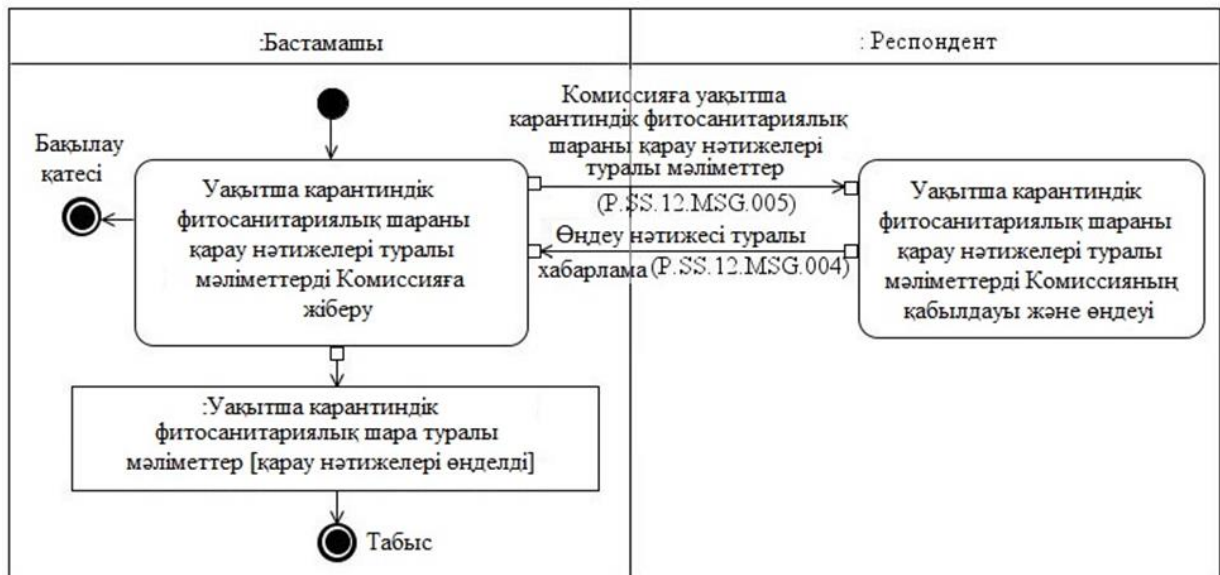 :Бастамашы
: Респондент
Комиссияға уақытша
карантиндік фитосанитариялық
шараны қарау нәтижелері
туралы мәліметтер
(P.SS.12.MSG.005)
Бақылау
қатесі
Уақытша карантиндік
фитосанитариялық шараны
қарау нәтижелері туралы
мәліметтерді Комиссияға
жіберу
Өңдеу нәтижесі туралы
хабарлама (P.SS.12.MSG.004)
Уақытша карантиндік
фитосанитариялық шараны
қарау нәтижелері туралы
мәліметтерді Комиссияның
қабылдауы және өңдеуі
:Уақытша карантиндік
фитосанитариялық шара туралы
мәліметтер [қарау нәтижелері өңделді]
Табыс